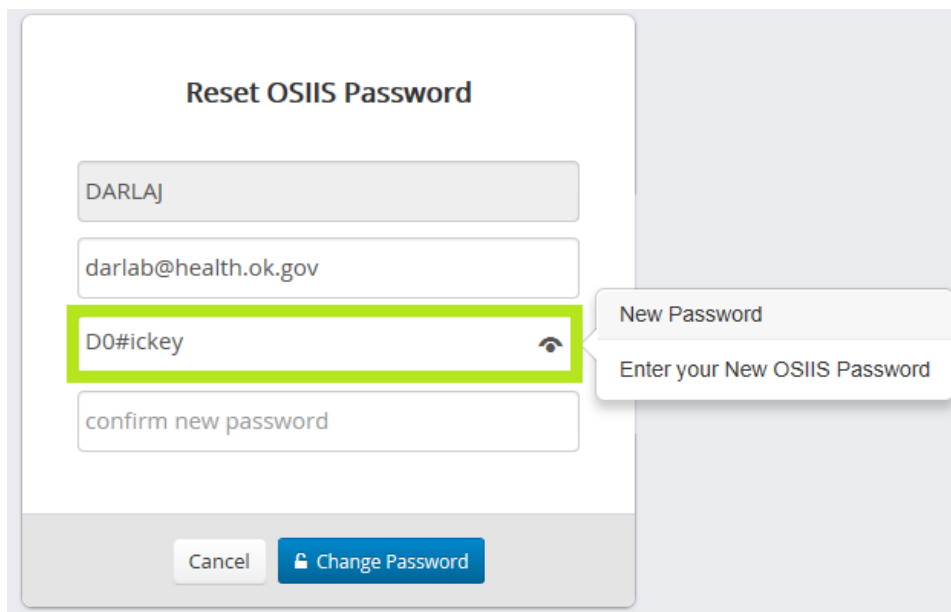 Reset OSIIS Password
DARLAJ
darlab@health.ok.gov
D0#ickey
New Password
Enter your New OSIIS Password
confirm new password
Cancel
Change Password